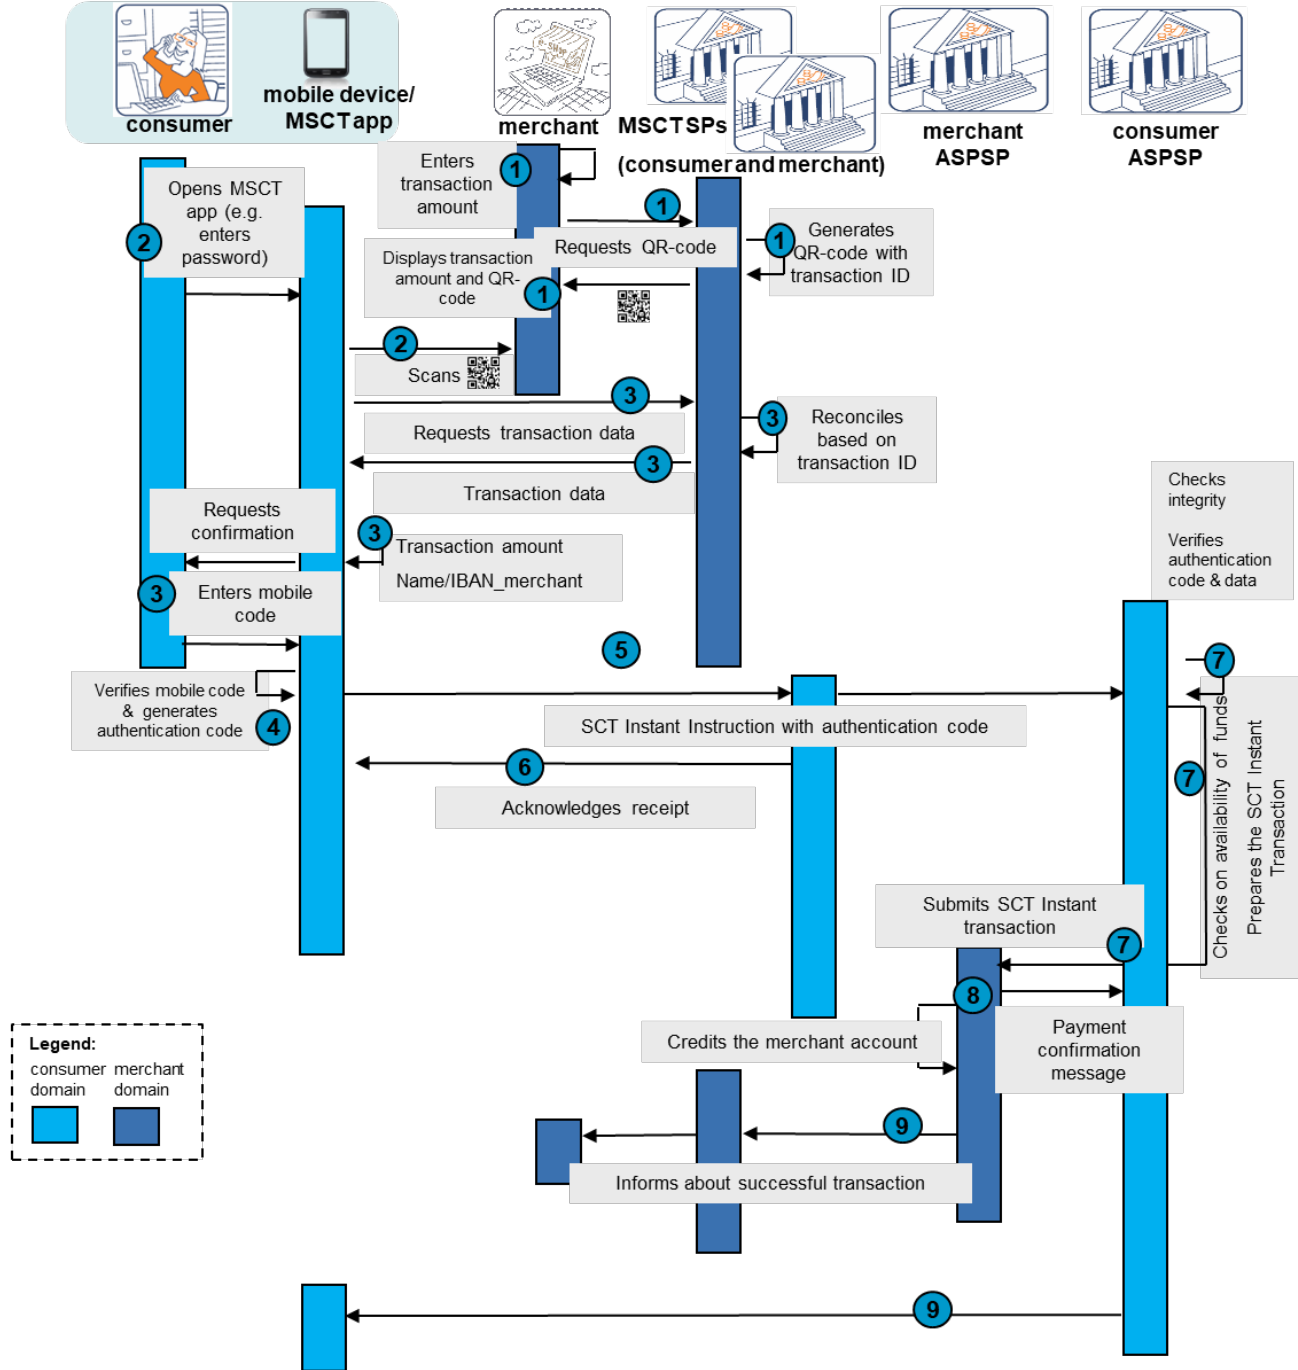 consumer
mobile device/
MSCT app
merchant
MSCT SPs
(consumer and merchant)
merchant
ASPSP
consumer
ASPSP
e-SHOP
Enters
transaction
amount
1
Opens MSCT
app (e.g.
enters
password)
2
1
Requests QR-code
1
Generates
QR-code with
transaction ID
Displays transaction
amount and QR-
code
1
2
Scans
3
Requests transaction data
3
Reconciles
based on
transaction ID
3
Transaction data
Checks
integrity
Verifies
authentication
code & data
Requests
confirmation
3
Transaction amount
Name/IBAN_merchant
3
Enters mobile
code
5
7
Verifies mobile code
& generates
authentication code
4
SCT Instant Instruction with authentication code
6
Acknowledges receipt
7
Checks on availability of funds
Prepares the SCT Instant
Transaction
Submits SCT Instant
transaction
7
8
Credits the merchant account
Payment
confirmation
message
Legend:
consumer
domain
merchant
domain
9
Informs about successful transaction
9